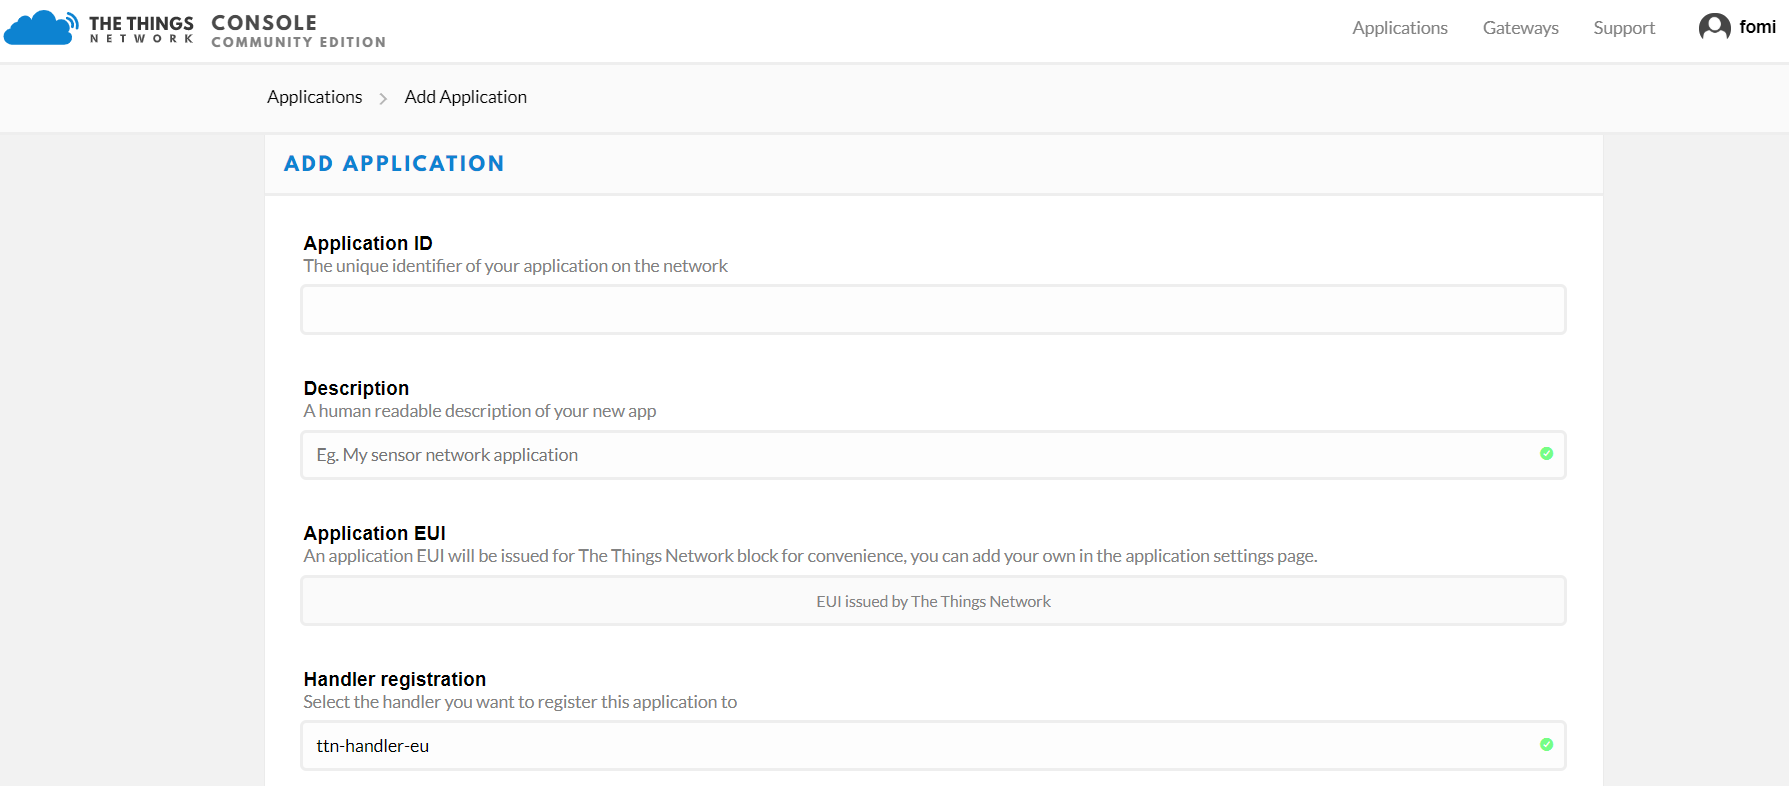 THE THINGS
NETWORK
CONSOLE
COMMUNITY EDITION
Applications
Gateways
Support
fomi
Applications
Add Application
ADD APPLICATION
Application ID
The unique identifier of your application on the network
Description
A human readable description of your new app
Eg. My sensor network application
Application EUI
An application EUI will be issued for The Things Network block for convenience, you can add your own in the application settings page.
EUI issued by The Things Network
Handler registration
Select the handler you want to register this application to
ttn-handler-eu